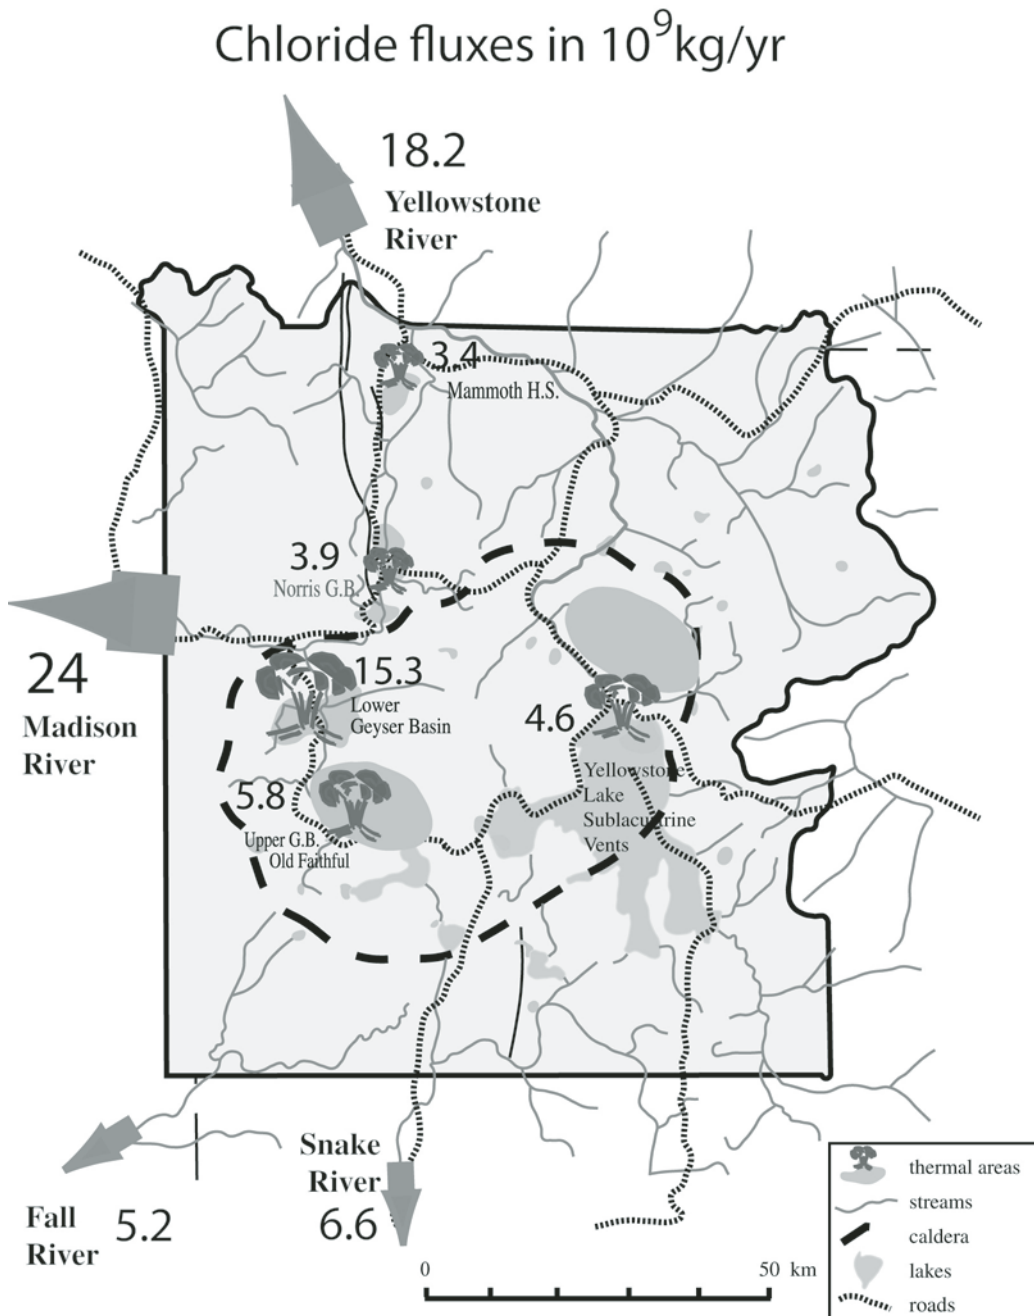 Chloride fluxes in 10⁹kg/yr
18.2
Yellowstone
River
3.4
Mammoth H.S.
3.9
Norris G.B.
24
Madison
River
15.3
Lower
Geyser Basin
4.6
Yellowstone
Lake
Sublacustrine
Vents
5.8
Upper G.B.
Old Faithful
Fall
River
5.2
Snake
River
6.6
0
50 km
thermal areas
streams
caldera
lakes
roads